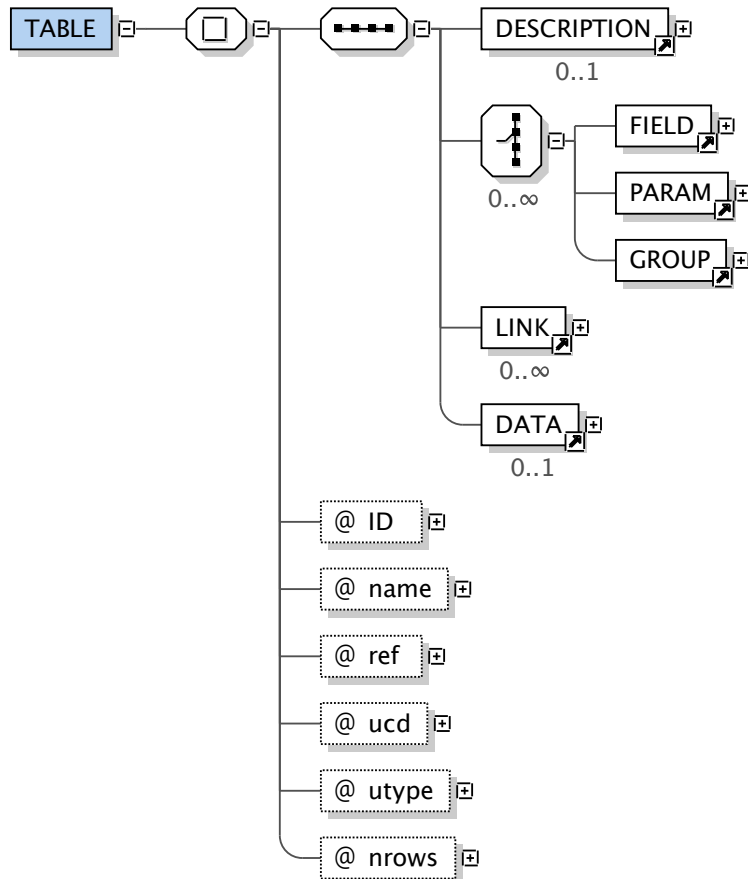 TABLE
DESCRIPTION
0..1
FIELD
PARAM
0..∞
GROUP
LINK
0..∞
DATA
0..1
@ ID
@ name
@ ref
@ ucd
@ utype
@ nrows